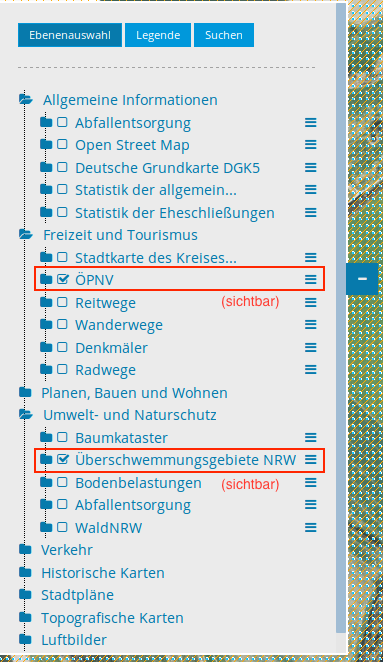 Ebenenauswahl Legende Suchen
Allgemeine Informationen
Abfallentsorgung
Open Street Map
Deutsche Grundkarte DGK5
Statistik der allgemein...
Statistik der Eheschließungen
Freizeit und Tourismus
Stadtkarte des Kreises...
ÖPNV
Reitwege (sichtbar)
Wanderwege
Denkmäler
Radwege
Planen, Bauen und Wohnen
Umwelt- und Naturschutz
Baumkataster
Überschwemmungsgebiete NRW
Bodenbelastungen (sichtbar)
Abfallentsorgung
WaldNRW
Verkehr
Historische Karten
Stadtpläne
Topografische Karten
Luftbilder